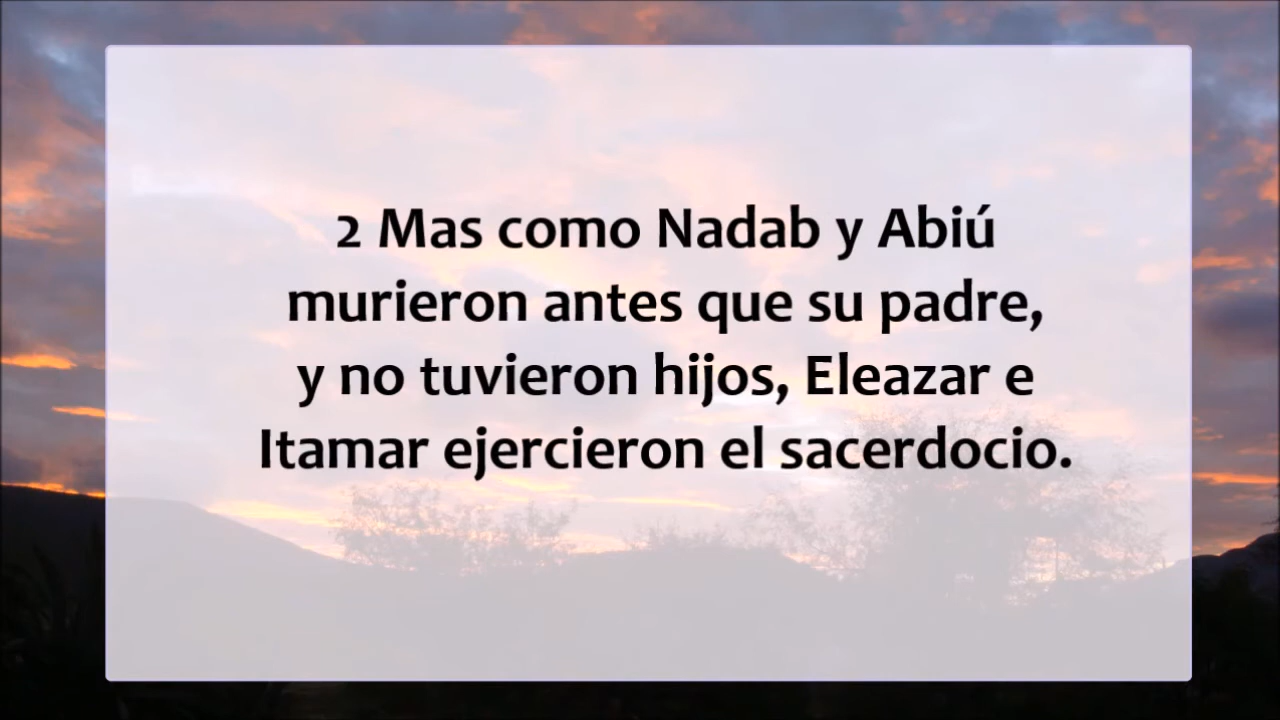 2 Mas como Nadab y Abiú
murieron antes que su padre,
y no tuvieron hijos, Eleazar e
Itamar ejercieron el sacerdocio.